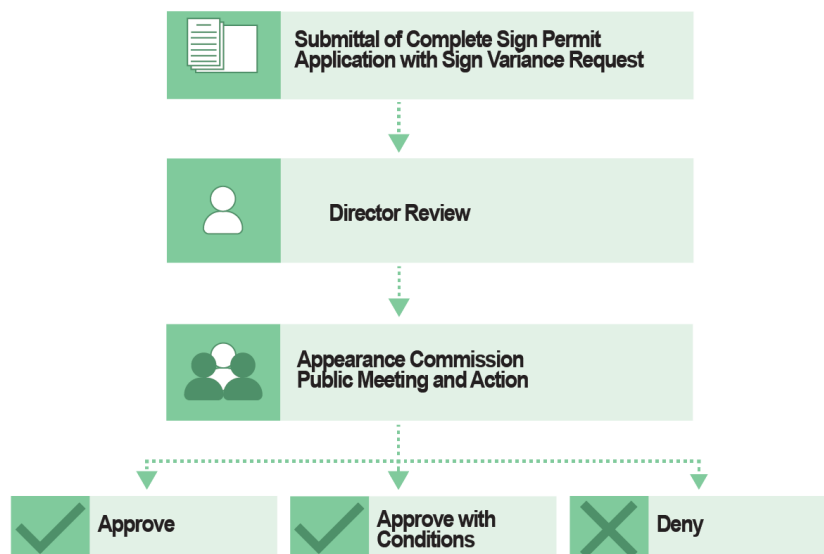 Submittal of Complete Sign Permit
Application with Sign Variance Request
Director Review
Appearance Commission
Public Meeting and Action
Approve
Approve with
Conditions
Deny